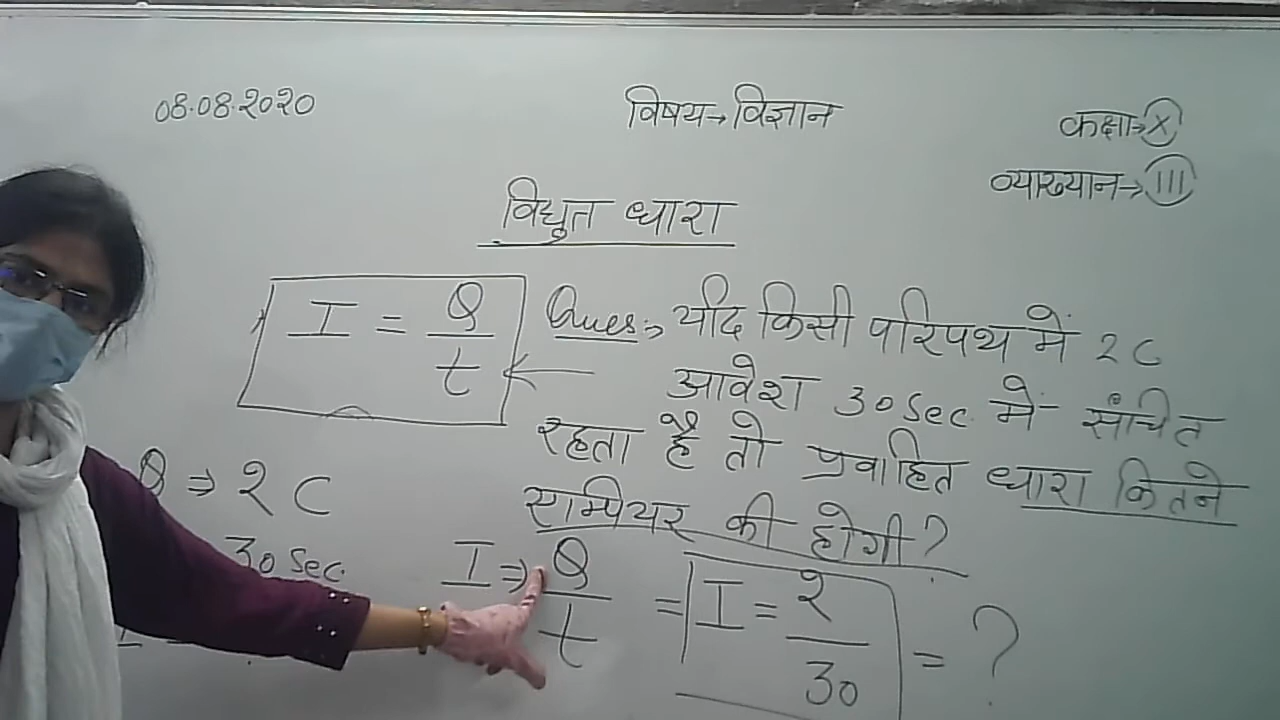 08.08.2020
विषय→विज्ञान
कक्षा→X
व्याख्यान→III
विद्युत धारा
I = Q/t
Ques:→ यदि किसी परिपथ में 2C
आवेश 30 Sec. में संचित
रहता है तो प्रवाहित धारा कितने
एम्पियर की होगी?
Q ⇒ 2 C
30 Sec.
I ⇒ Q/t = I = 2/30 = ?